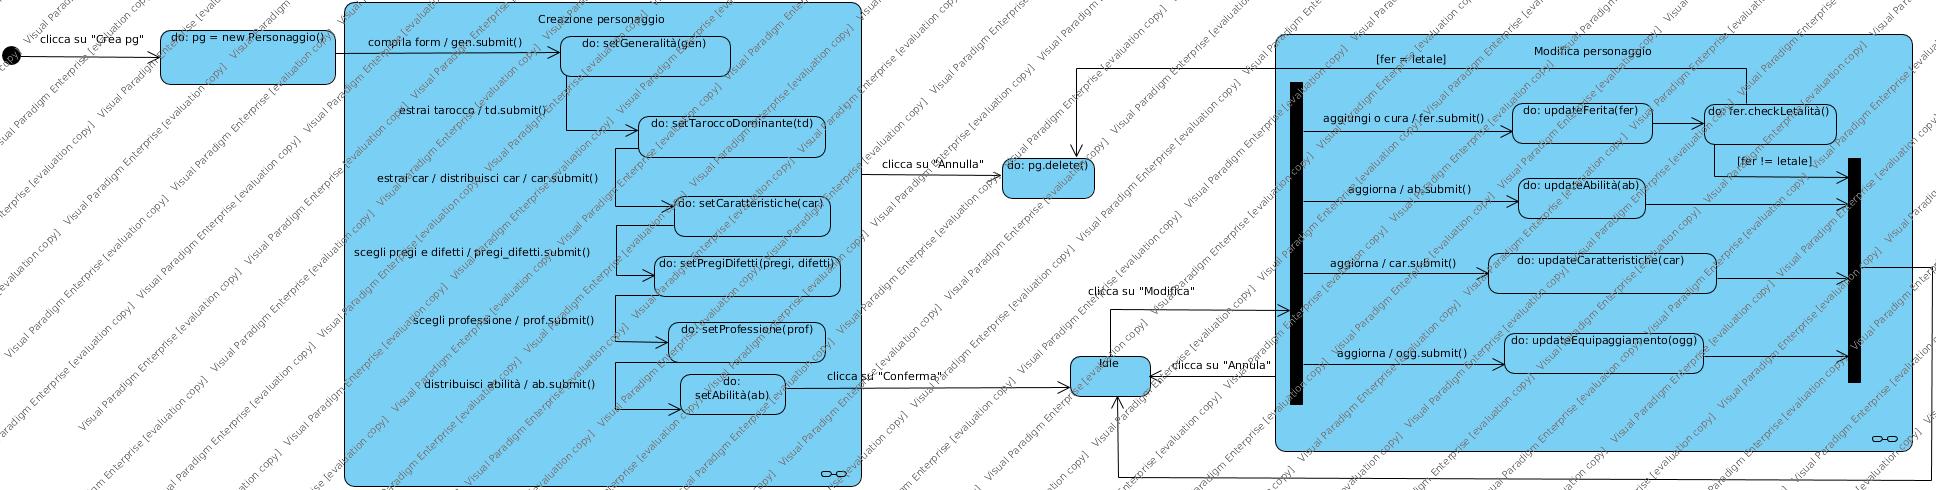 clicca su "Crea pg"
do: pg = new Personaggio()
Creazione personaggio
compila form / gen.submit()
do: setGeneralità(gen)
estrai tarocco / td.submit()
do: setTaroccoDominante(td)
estrai car / distribuisci car / car.submit()
do: setCaratteristiche(car)
scegli pregi e difetti / pregi_difetti.submit()
do: setPregiDifetti(pregi, difetti)
scegli professione / prof.submit()
do: setProfessione(prof)
distribuisci abilità / ab.submit()
do:
setAbilità(ab)
clicca su "Annulla"
do: pg.delete()
clicca su "Conferma"
Idle
clicca su "Modifica"
clicca su "Annula"
Modifica personaggio
[fer = letale]
aggiungi o cura / fer.submit()
do: updateFerita(fer)
do: fer.checkLetalità()
[fer != letale]
aggiorna / ab.submit()
do: updateAbilità(ab)
aggiorna / car.submit()
do: updateCaratteristiche(car)
aggiorna / ogg.submit()
do: updateEquipaggiamento(ogg)
Visual Paradigm Enterprise [evaluation copy]